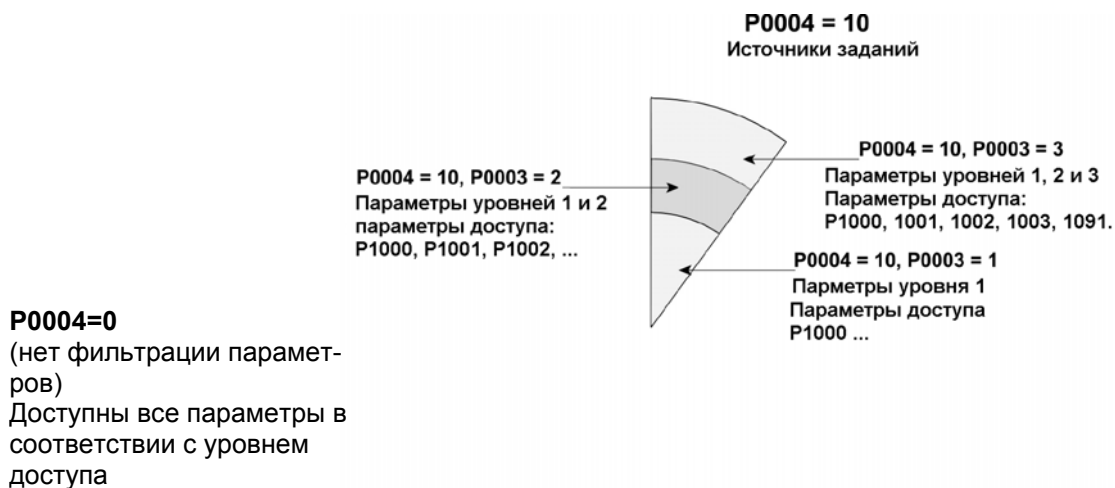 P0004 = 10
Источники заданий
P0004 = 10, P0003 = 3
Параметры уровней 1, 2 и 3
Параметры доступа:
P1000, 1001, 1002, 1003, 1091.
P0004 = 10, P0003 = 2
Параметры уровней 1 и 2
параметры доступа:
P1000, P1001, P1002, ...
P0004 = 10, P0003 = 1
Парметры уровня 1
Параметры доступа
P1000 ...
P0004=0
(нет фильтрации парамет-
ров)
Доступны все параметры в
соответствии с уровнем
доступа